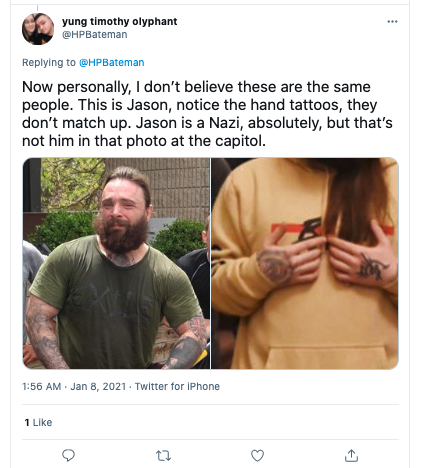 yung timothy olyphant
@HPBateman
Replying to @HPBateman
Now personally, I don’t believe these are the same
people. This is Jason, notice the hand tattoos, they
don’t match up. Jason is a Nazi, absolutely, but that’s
not him in that photo at the capitol.
1:56 AM · Jan 8, 2021 · Twitter for iPhone
1 Like